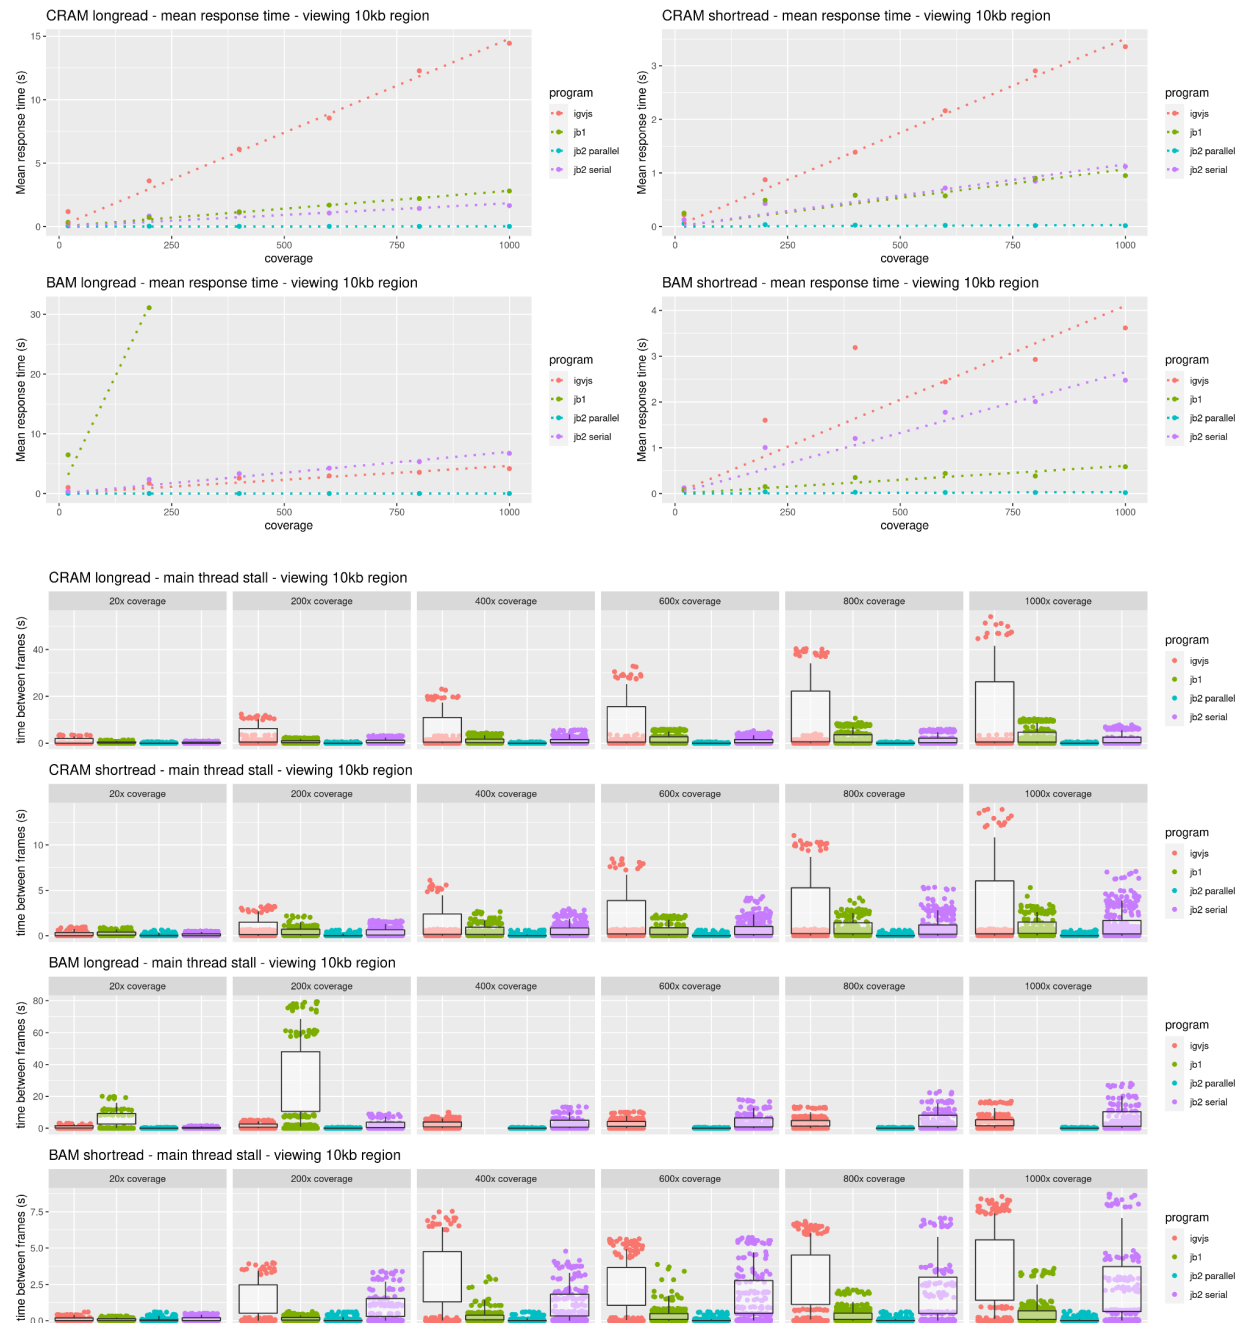 CRAM longread - mean response time - viewing 10kb region
Mean response time (s)
15
10
5
0
0 250 500 750 1000
coverage
program
igvjs
jb1
jb2 parallel
jb2 serial
CRAM shortread - mean response time - viewing 10kb region
Mean response time (s)
3
2
1
0
0 250 500 750 1000
coverage
program
igvjs
jb1
jb2 parallel
jb2 serial
BAM longread - mean response time - viewing 10kb region
Mean response time (s)
30
20
10
0
0 250 500 750 1000
coverage
program
igvjs
jb1
jb2 parallel
jb2 serial
BAM shortread - mean response time - viewing 10kb region
Mean response time (s)
4
3
2
1
0
0 250 500 750 1000
coverage
program
igvjs
jb1
jb2 parallel
jb2 serial
CRAM longread - main thread stall - viewing 10kb region
20x coverage 200x coverage 400x coverage 600x coverage 800x coverage 1000x coverage
time between frames (s)
40
20
0
program
igvjs
jb1
jb2 parallel
jb2 serial
CRAM shortread - main thread stall - viewing 10kb region
20x coverage 200x coverage 400x coverage 600x coverage 800x coverage 1000x coverage
time between frames (s)
10
5
0
program
igvjs
jb1
jb2 parallel
jb2 serial
BAM longread - main thread stall - viewing 10kb region
20x coverage 200x coverage 400x coverage 600x coverage 800x coverage 1000x coverage
time between frames (s)
80
60
40
20
0
program
igvjs
jb1
jb2 parallel
jb2 serial
BAM shortread - main thread stall - viewing 10kb region
20x coverage 200x coverage 400x coverage 600x coverage 800x coverage 1000x coverage
time between frames (s)
7.5
5.0
2.5
0.0
program
igvjs
jb1
jb2 parallel
jb2 serial